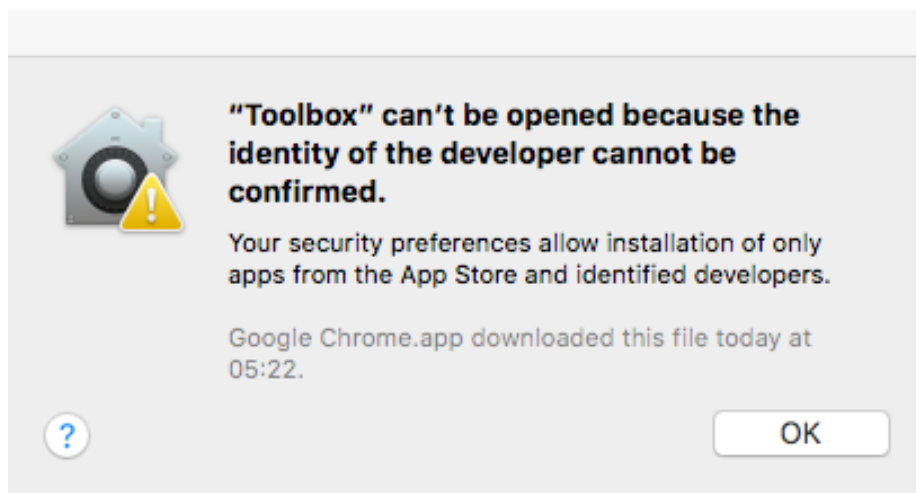 “Toolbox” can’t be opened because the
identity of the developer cannot be
confirmed.
Your security preferences allow installation of only
apps from the App Store and identified developers.
Google Chrome.app downloaded this file today at
05:22.
?
OK